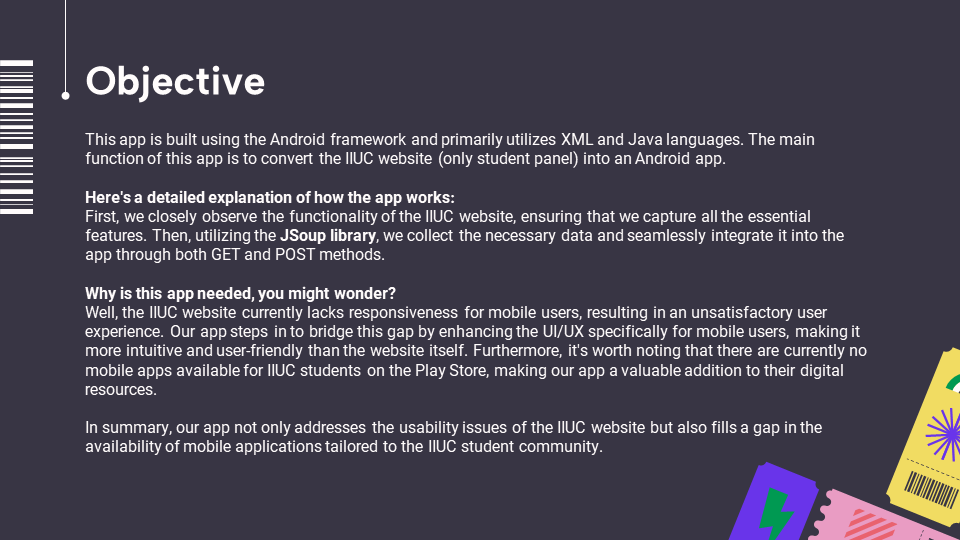 Objective
This app is built using the Android framework and primarily utilizes XML and Java languages. The main
function of this app is to convert the IIUC website (only student panel) into an Android app.
Here's a detailed explanation of how the app works:
First, we closely observe the functionality of the IIUC website, ensuring that we capture all the essential
features. Then, utilizing the JSoup library, we collect the necessary data and seamlessly integrate it into the
app through both GET and POST methods.
Why is this app needed, you might wonder?
Well, the IIUC website currently lacks responsiveness for mobile users, resulting in an unsatisfactory user
experience. Our app steps in to bridge this gap by enhancing the UI/UX specifically for mobile users, making it
more intuitive and user-friendly than the website itself. Furthermore, it's worth noting that there are currently no
mobile apps available for IIUC students on the Play Store, making our app a valuable addition to their digital
resources.
In summary, our app not only addresses the usability issues of the IIUC website but also fills a gap in the
availability of mobile applications tailored to the IIUC student community.